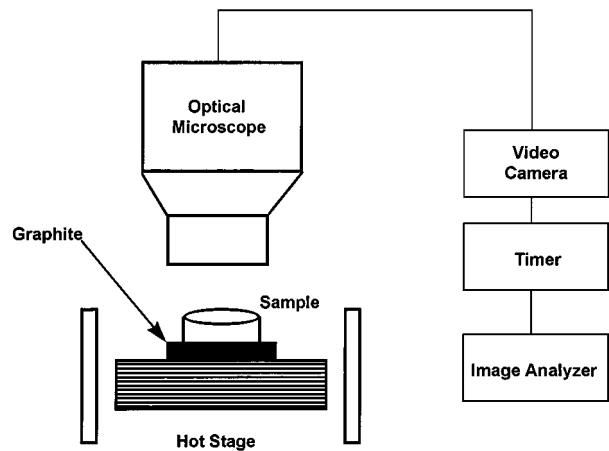 Optical
Microscope
Video
Camera
Graphite
Timer
Sample
Image Analyzer
Hot Stage